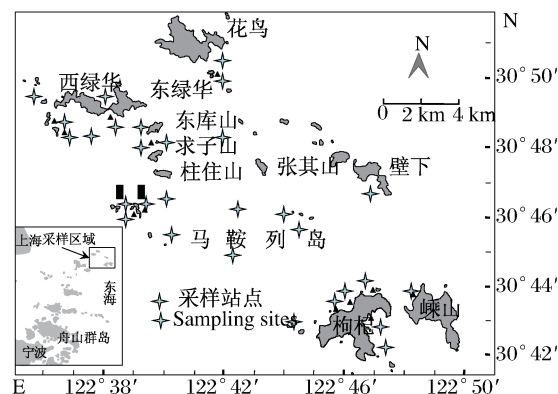 花鸟
N
N
30°50′
西绿华
东绿华
0 2 km 4 km
东库山
30°48′
求子山
张其山
壁下
柱住山
30°46′
马鞍列岛
上海
采样区域
东海
30°44′
采样站点
嵊山
Sampling sites
枸杞
舟山群岛
宁波
30°42′
E
122°38′
122°42′
122°46′
122°50′